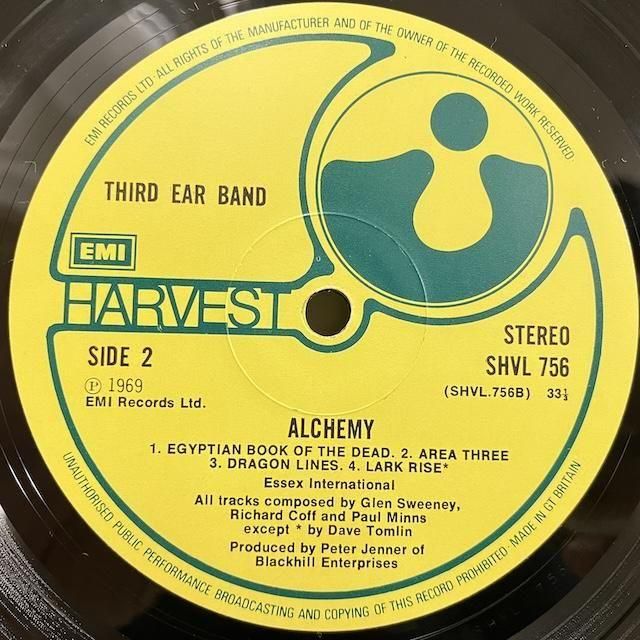 EMI RECORDS LTD · ALL RIGHTS OF THE MANUFACTURER AND OF THE OWNER OF THE RECORDED WORK RESERVED ·
THIRD EAR BAND
EMI
HARVEST
STEREO
SHVL 756
(SHVL.756B) 33⅓
SIDE 2
Ⓟ 1969
EMI Records Ltd.
ALCHEMY
1. EGYPTIAN BOOK OF THE DEAD. 2. AREA THREE
3. DRAGON LINES. 4. LARK RISE*
Essex International
All tracks composed by Glen Sweeney,
Richard Coff and Paul Minns
except * by Dave Tomlin
Produced by Peter Jenner of
Blackhill Enterprises
UNAUTHORISED PUBLIC PERFORMANCE BROADCASTING AND COPYING OF THIS RECORD PROHIBITED · MADE IN GT BRITAIN
SHVL 756